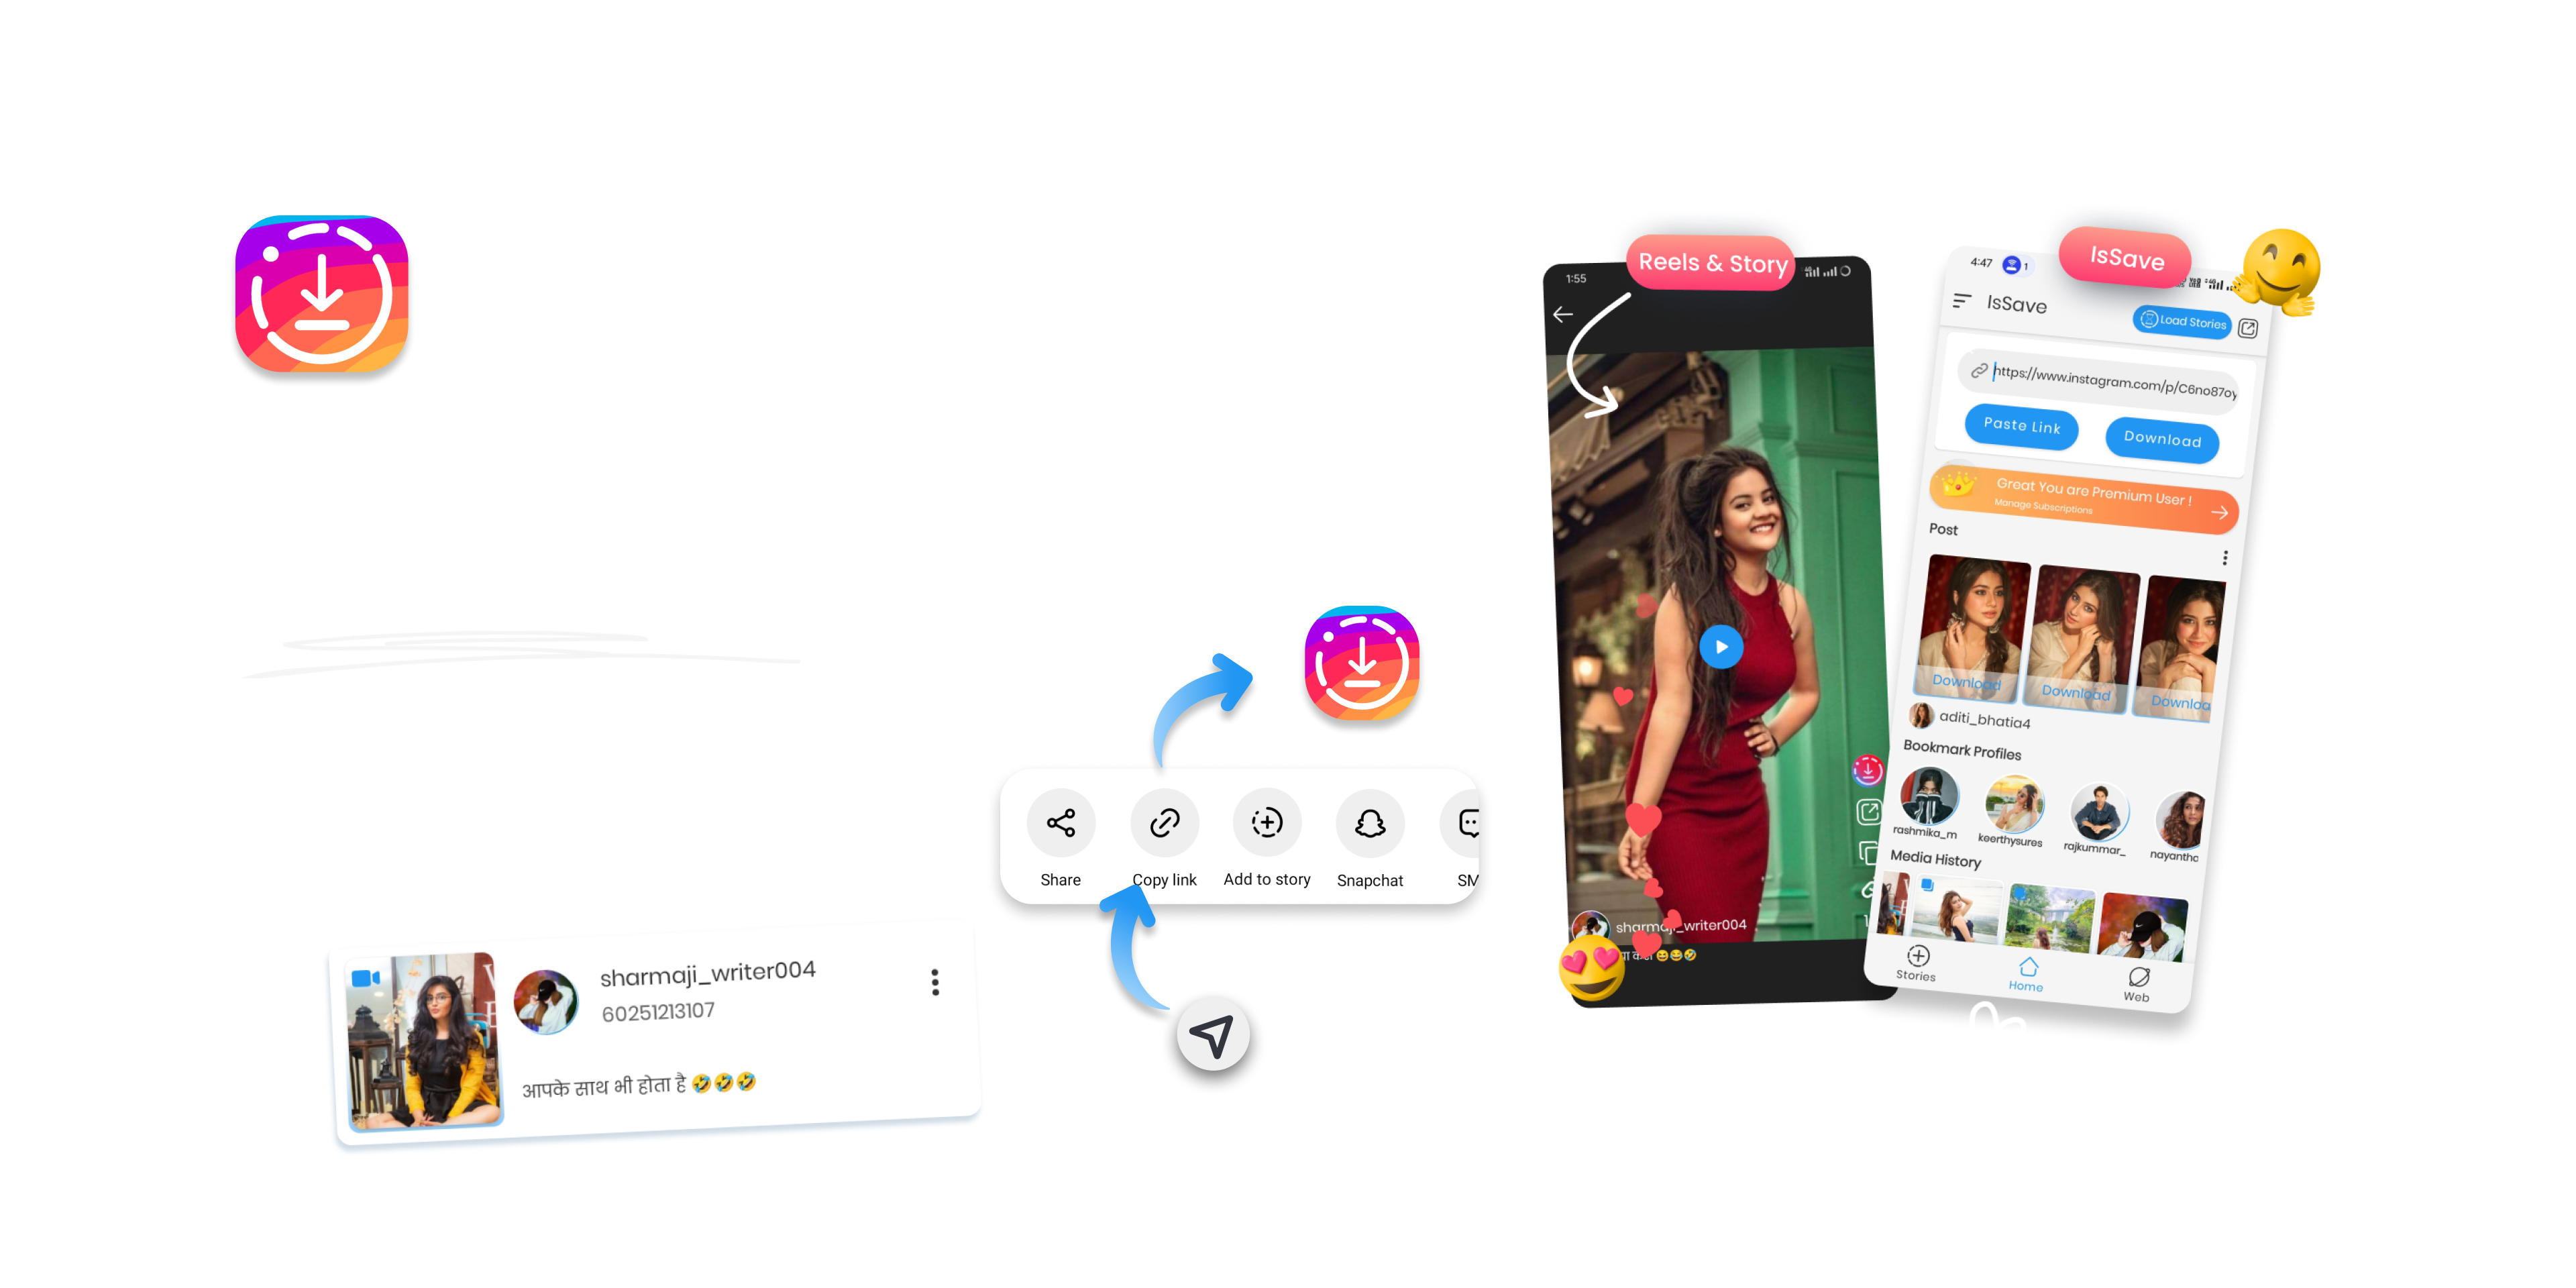 Reels & Story
1:55
sharmaji_writer004
IsSave
4:47
1
IsSave
Load Stories
https://www.instagram.com/p/C6no87oy
Paste Link
Download
Great You are Premium User !
Manage Subscriptions
Post
Download
Download
Downloa
aditi_bhatia4
Bookmark Profiles
rashmika_m
keerthysures
rajkummar_
nayantha
Media History
Stories
Home
Web
Share
Copy link
Add to story
Snapchat
SM
sharmaji_writer004
60251213107
आपके साथ भी होता है 🤣🤣🤣